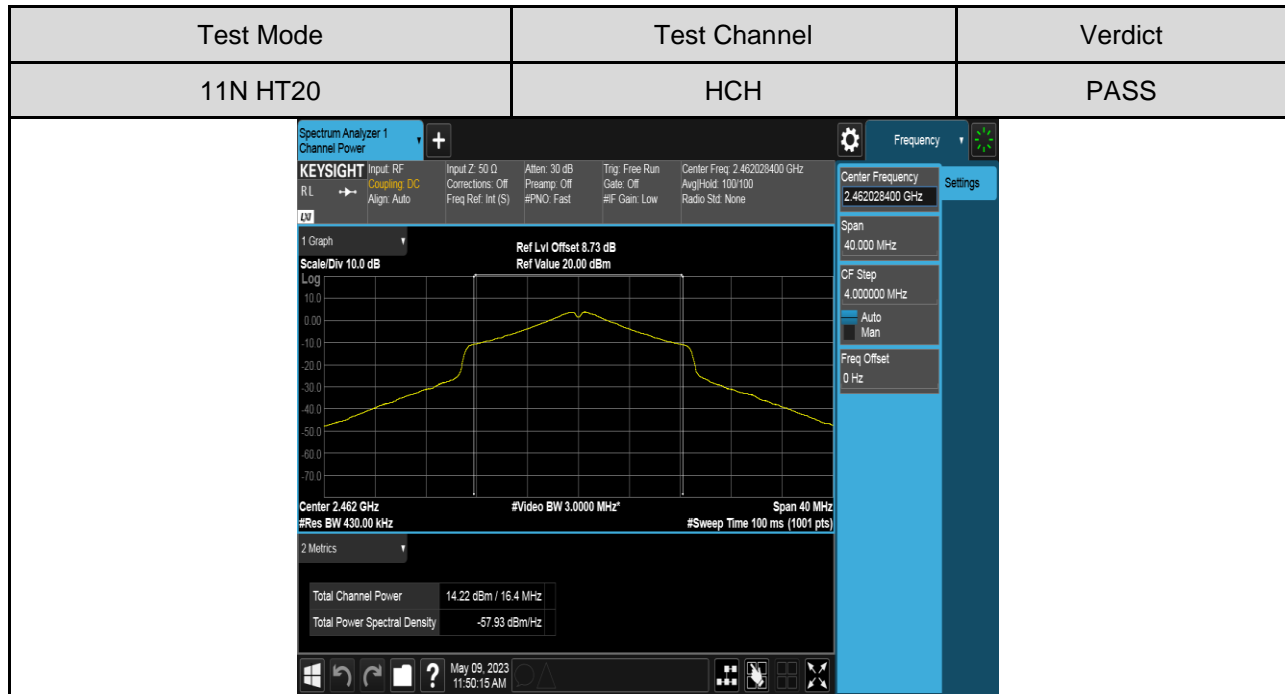 Test Mode Test Channel Verdict
11N HT20 HCH PASS
Spectrum Analyzer 1
Channel Power
+
Frequency
KEYSIGHT Input: RF Input Z: 50 Ω Atten: 30 dB Trig: Free Run Center Freq: 2.462028400 GHz
RL Coupling: DC Corrections: Off Preamp: Off Gate: Off Avg|Hold: 100/100
Align: Auto Freq Ref: Int (S) #PNO: Fast #IF Gain: Low Radio Std: None
LXI
Center Frequency
2.462028400 GHz
Settings
Span
40.000 MHz
CF Step
4.000000 MHz
Auto
Man
Freq Offset
0 Hz
1 Graph
Ref Lvl Offset 8.73 dB
Scale/Div 10.0 dB Ref Value 20.00 dBm
Log
10.0
0.00
-10.0
-20.0
-30.0
-40.0
-50.0
-60.0
-70.0
Center 2.462 GHz #Video BW 3.0000 MHz* Span 40 MHz
#Res BW 430.00 kHz #Sweep Time 100 ms (1001 pts)
2 Metrics
Total Channel Power 14.22 dBm / 16.4 MHz
Total Power Spectral Density -57.93 dBm/Hz
?
May 09, 2023
11:50:15 AM